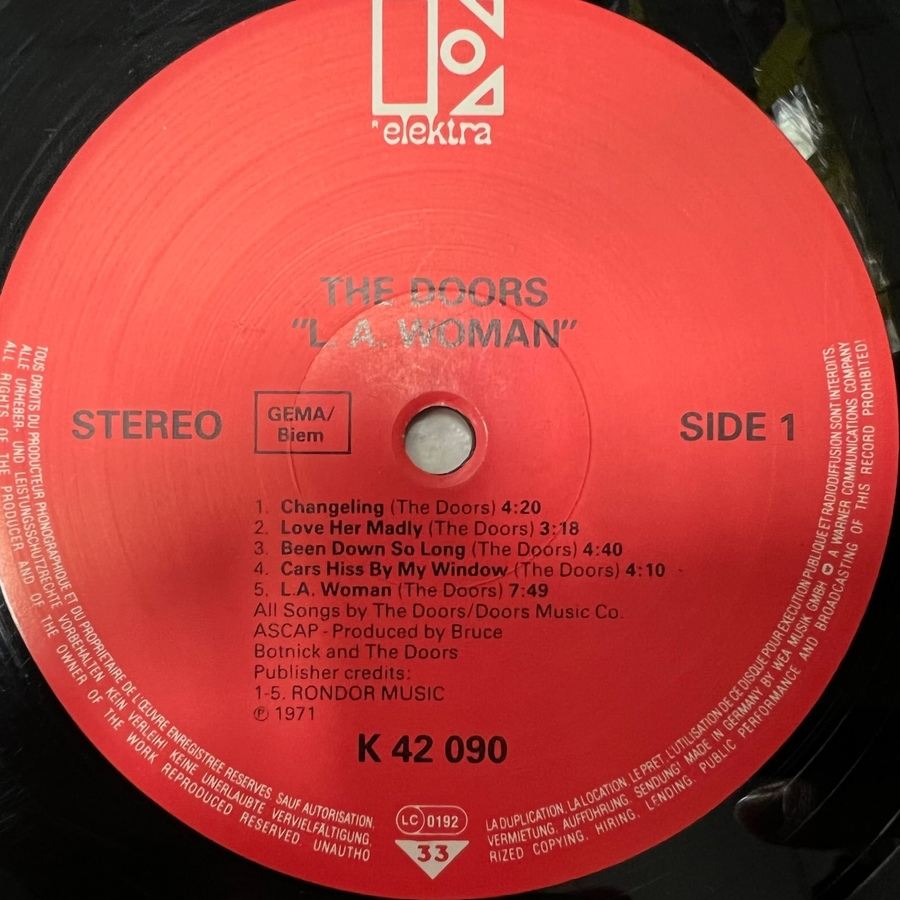 elektra
THE DOORS
"L. A. WOMAN"
STEREO
GEMA/
Biem
SIDE 1
1. Changeling (The Doors) 4:20
2. Love Her Madly (The Doors) 3:18
3. Been Down So Long (The Doors) 4:40
4. Cars Hiss By My Window (The Doors) 4:10
5. L.A. Woman (The Doors) 7:49
All Songs by The Doors/Doors Music Co.
ASCAP - Produced by Bruce
Botnick and The Doors
Publisher credits:
1-5. RONDOR MUSIC
℗ 1971
K 42 090
LC 0192
33
TOUS DROITS DU PRODUCTEUR PHONOGRAPHIQUE ET DU PROPRIETAIRE DE L'ŒUVRE ENREGISTREE RESERVES. SAUF AUTORISATION, LA DUPLICATION, LA LOCATION, LE PRET, L'UTILISATION DE CE DISQUE POUR EXECUTION PUBLIQUE ET RADIODIFFUSION SONT INTERDITS.
ALLE URHEBER- UND LEISTUNGSSCHUTZRECHTE VORBEHALTEN KEIN VERLEIH! KEINE UNERLAUBTE VERVIELFÄLTIGUNG, VERMIETUNG, AUFFÜHRUNG, SENDUNG! MADE IN GERMANY BY WEA MUSIK GMBH A WARNER COMMUNICATIONS COMPANY
ALL RIGHTS OF THE PRODUCER AND OF THE OWNER OF THE WORK REPRODUCED RESERVED UNAUTHO RIZED COPYING, HIRING, LENDING, PUBLIC PERFORMANCE AND BROADCASTING OF THIS RECORD PROHIBITED!